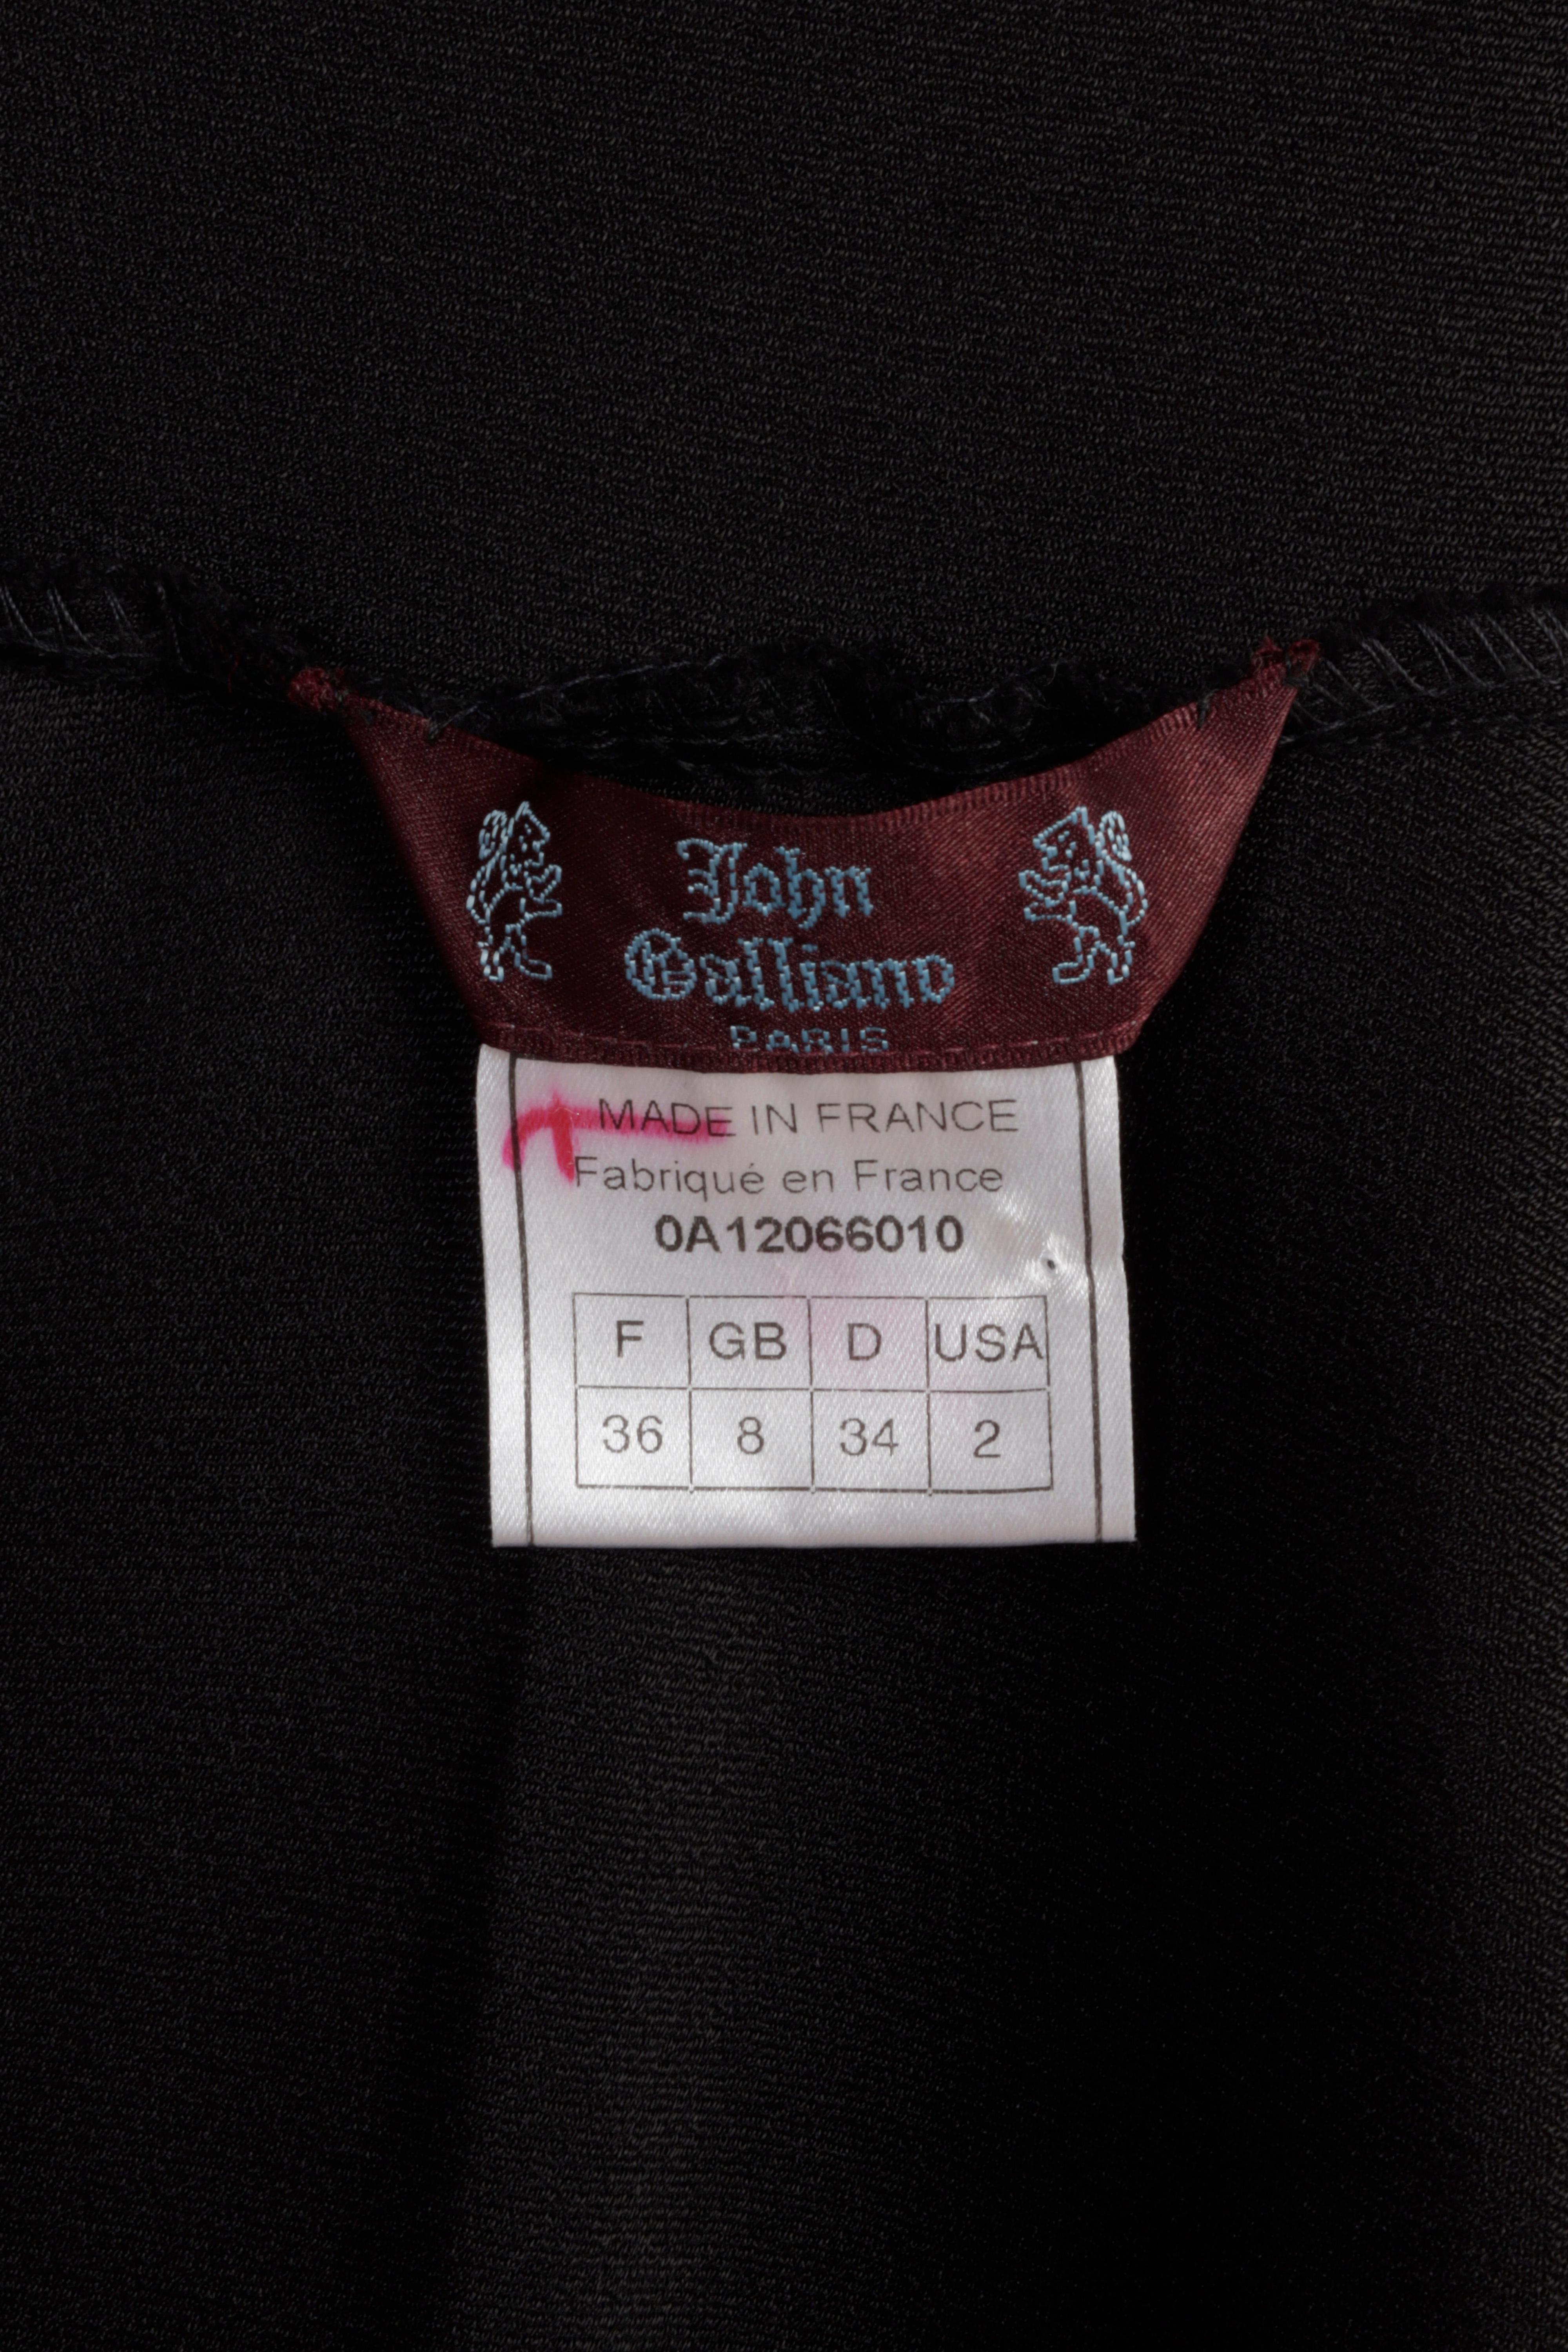 John
Galliano
PARIS
MADE IN FRANCE
Fabriqué en France
0A12066010
F GB D USA
36 8 34 2